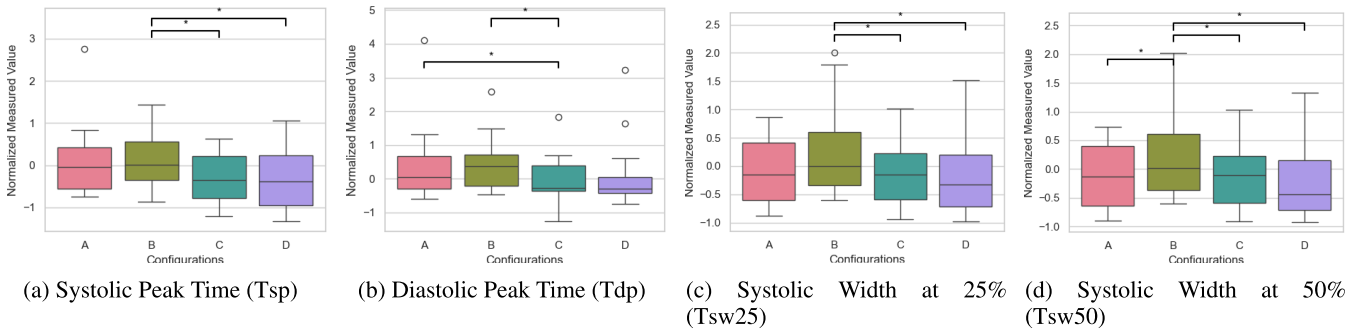 Normalized Measured Value
3
2
1
0
−1
*
*
A B C D
Configurations
(a) Systolic Peak Time (Tsp)
Normalized Measured Value
5
4
3
2
1
0
−1
*
*
A B C D
Configurations
(b) Diastolic Peak Time (Tdp)
Normalized Measured Value
2.5
2.0
1.5
1.0
0.5
0.0
−0.5
−1.0
*
*
A B C D
Configurations
(c) Systolic Width at 25%
(Tsw25)
Normalized Measured Value
2.5
2.0
1.5
1.0
0.5
0.0
−0.5
−1.0
*
*
*
A B C D
Configurations
(d) Systolic Width at 50%
(Tsw50)